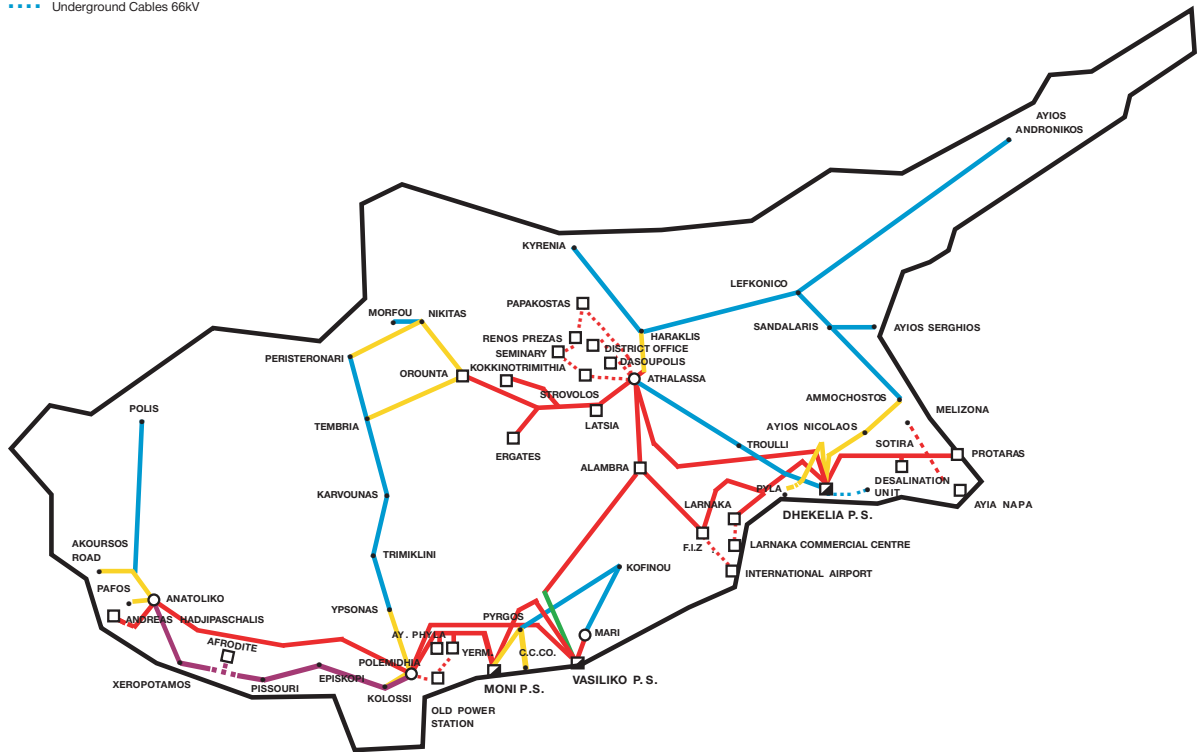 Underground Cables 66kV
AYIOS
ANDRONIKOS
KYRENIA
LEFKONICO
PAPAKOSTAS
MORFOU
NIKITAS
SANDALARIS
AYIOS SERGHIOS
RENOS PREZAS
HARAKLIS
SEMINARY
DISTRICT OFFICE
PERISTERONARI
DASOUPOLIS
KOKKINOTRIMITHIA
OROUNTA
ATHALASSA
STROVOLOS
AMMOCHOSTOS
POLIS
MELIZONA
LATSIA
TEMBRIA
AYIOS NICOLAOS
ERGATES
TROULLI
SOTIRA
PROTARAS
ALAMBRA
DESALINATION
UNIT
PYLA
KARVOUNAS
LARNAKA
AYIA NAPA
DHEKELIA P.S.
AKOURSOS
ROAD
F.I.Z.
LARNAKA COMMERCIAL CENTRE
TRIMIKLINI
KOFINOU
INTERNATIONAL AIRPORT
PAFOS
ANATOLIKO
YPSONAS
ANDREAS HADJIPASCHALIS
PYRGOS
AY. PHYLA
MARI
AFRODITE
YERM.
C.C.CO.
POLEMIDHIA
EPISKOPI
VASILIKO P.S.
XEROPOTAMOS
PISSOURI
MONI P.S.
KOLOSSI
OLD POWER
STATION